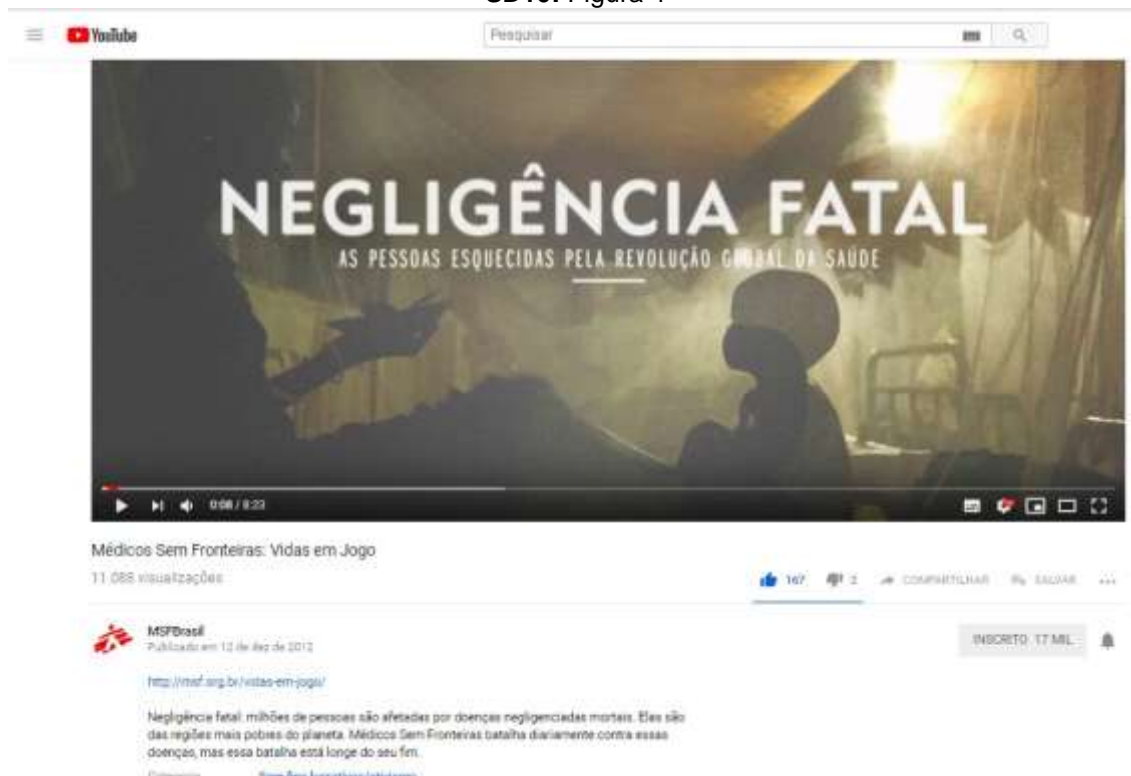 Figura 4
YouTube
Pesquisar
NEGLIGÊNCIA FATAL
AS PESSOAS ESQUECIDAS PELA REVOLUÇÃO GLOBAL DA SAÚDE
0:08 / 8:23
Médicos Sem Fronteiras: Vidas em Jogo
11.088 visualizações
167 2 COMPARTILHAR SALVAR
MSFBrasil
Publicado em 12 de dez de 2012
INSCRITO 17 MIL
http://msf.org.br/vidas-em-jogo/
Negligência fatal: milhões de pessoas são afetadas por doenças negligenciadas mortais. Elas são
das regiões mais pobres do planeta. Médicos Sem Fronteiras batalha diariamente contra essas
doenças, mas essa batalha está longe do seu fim.